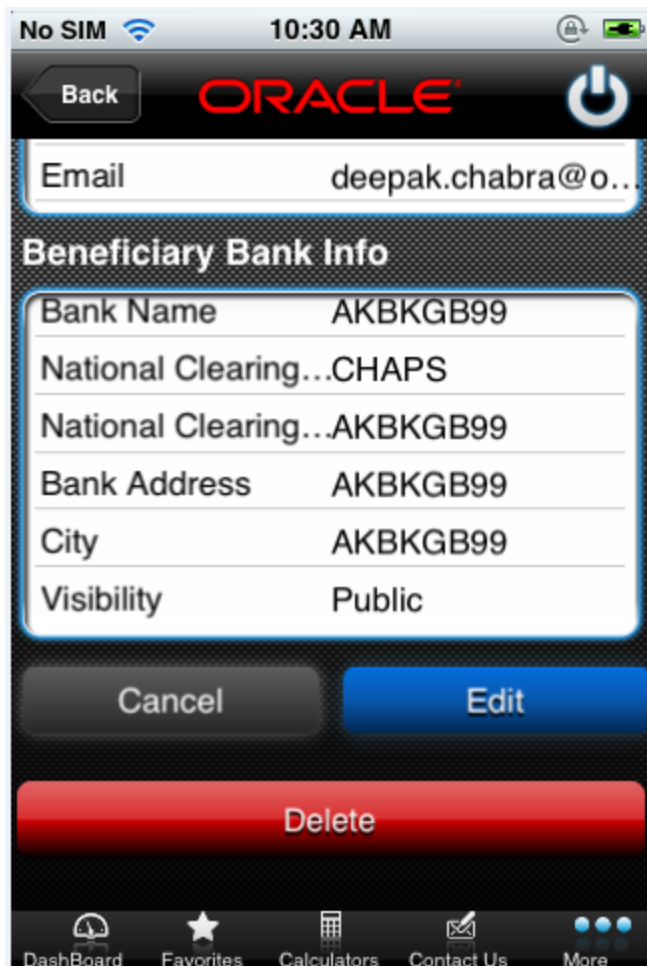 No SIM 10:30 AM
Back ORACLE
Email deepak.chabra@o...
Beneficiary Bank Info
Bank Name AKBKGB99
National Clearing...CHAPS
National Clearing...AKBKGB99
Bank Address AKBKGB99
City AKBKGB99
Visibility Public
Cancel Edit
Delete
DashBoard Favorites Calculators Contact Us More